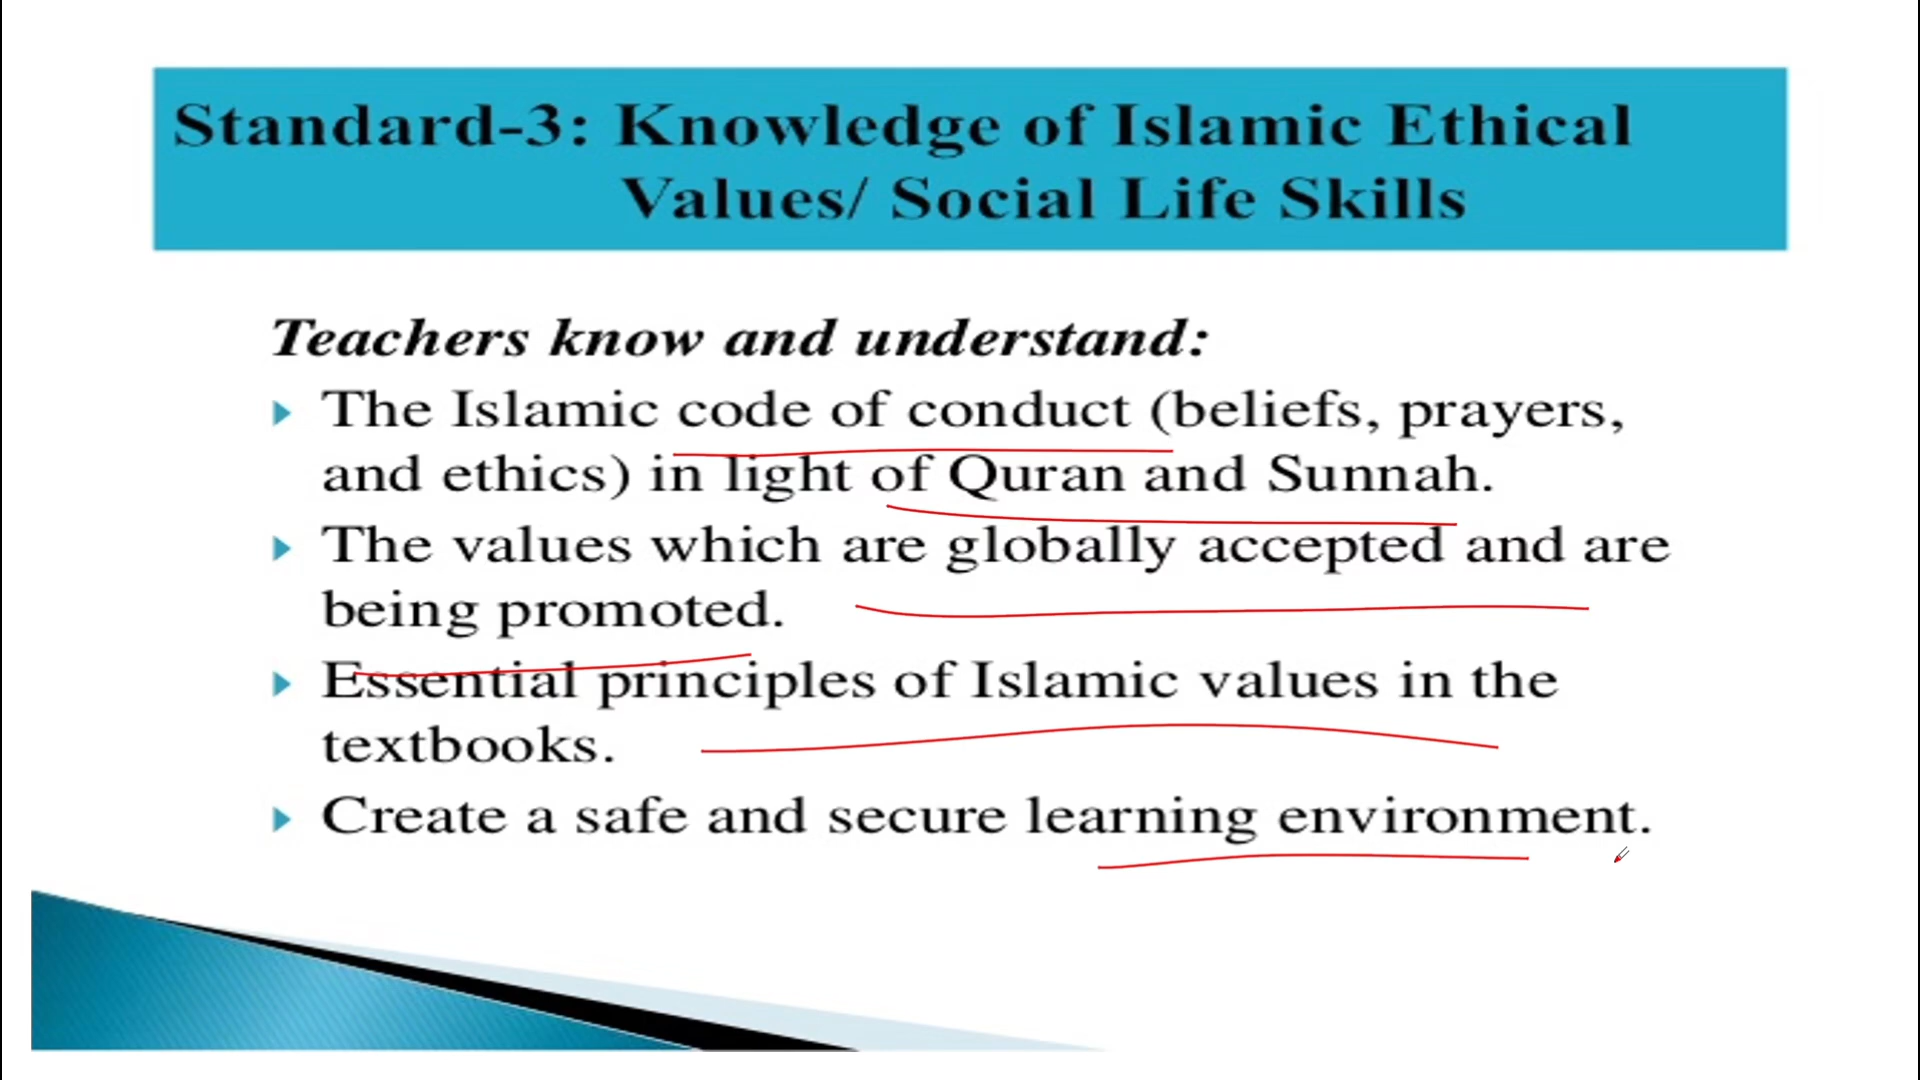 Standard-3: Knowledge of Islamic Ethical
Values/ Social Life Skills
Teachers know and understand:
The Islamic code of conduct (beliefs, prayers,
and ethics) in light of Quran and Sunnah.
The values which are globally accepted and are
being promoted.
Essential principles of Islamic values in the
textbooks.
Create a safe and secure learning environment.